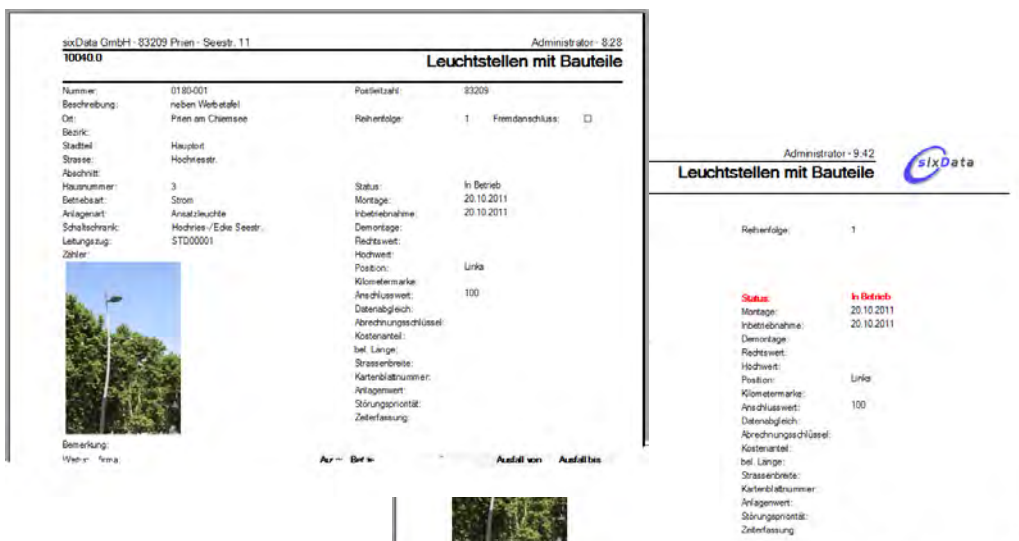 sixData GmbH - 83209 Prien - Seestr. 11 Administrator - 8:28
10040.0 Leuchtstellen mit Bauteile
Nummer: 0180-001 Postleitzahl: 83209
Beschreibung: neben Werbetafel
Ort: Prien am Chiemsee Reihenfolge: 1 Fremdanschluss:
Bezirk:
Stadtteil: Hauptort
Strasse: Hochriesstr.
Abschnitt:
Hausnummer: 3 Status: In Betrieb
Betriebsart: Strom Montage: 20.10.2011
Anlagenart: Ansatzleuchte Inbetriebnahme: 20.10.2011
Schaltschrank: Hochries-/Ecke Seestr. Demontage:
Leitungszug: STD00001 Rechtswert:
Zähler: Hochwert:
Position: Links
Kilometermarke:
Anschlusswert: 100
Datenabgleich:
Abrechnungsschlüssel:
Kostenanteil:
bel. Länge:
Strassenbreite:
Kartenblattnummer:
Anlagenwert:
Störungspriorität:
Zeiterfassung:
Bemerkung:
Ausfall von Ausfall bis
Administrator - 9:42
sixData
Leuchtstellen mit Bauteile
Reihenfolge: 1
Status: In Betrieb
Montage: 20.10.2011
Inbetriebnahme: 20.10.2011
Demontage:
Rechtswert:
Hochwert:
Position: Links
Kilometermarke:
Anschlusswert: 100
Datenabgleich:
Abrechnungsschlüssel:
Kostenanteil:
bel. Länge:
Strassenbreite:
Kartenblattnummer:
Anlagenwert:
Störungspriorität:
Zeiterfassung: